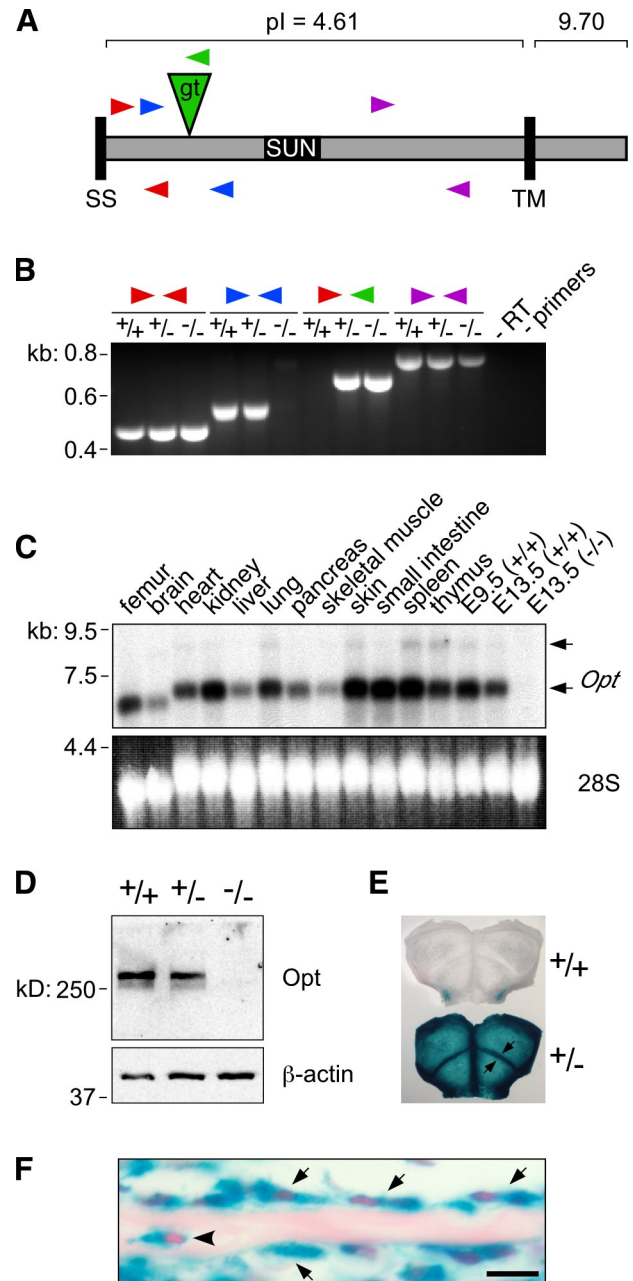 A
pI = 4.61
9.70
gt
SUN
SS
TM
B
+/+ +/- -/- +/+ +/- -/- +/+ +/- -/- +/+ +/- -/- - RT - primers
kb: 0.8
0.6
0.4
C
femur brain heart kidney liver lung pancreas skeletal muscle skin small intestine spleen thymus E9.5 (+/+) E13.5 (+/+) E13.5 (-/-)
kb: 9.5
7.5
Opt
4.4
28S
D
+/+ +/- -/-
kD: 250
Opt
β-actin
37
E
+/+
+/-
F